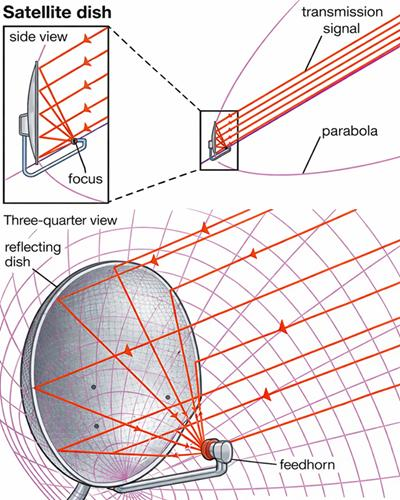 Satellite dish
side view
focus
transmission
signal
parabola
Three-quarter view
reflecting
dish
feedhorn